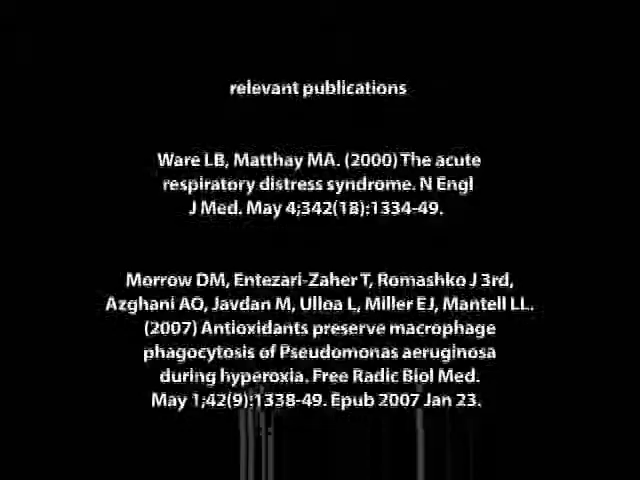 relevant publications
Ware LB, Matthay MA. (2000) The acute
respiratory distress syndrome. N Engl
J Med. May 4;342(18):1334-49.
Morrow DM, Entezari-Zaher T, Romashko J 3rd,
Azghani AO, Javdan M, Ulloa L, Miller EJ, Mantell LL.
(2007) Antioxidants preserve macrophage
phagocytosis of Pseudomonas aeruginosa
during hyperoxia. Free Radic Biol Med.
May 1;42(9):1338-49. Epub 2007 Jan 23.